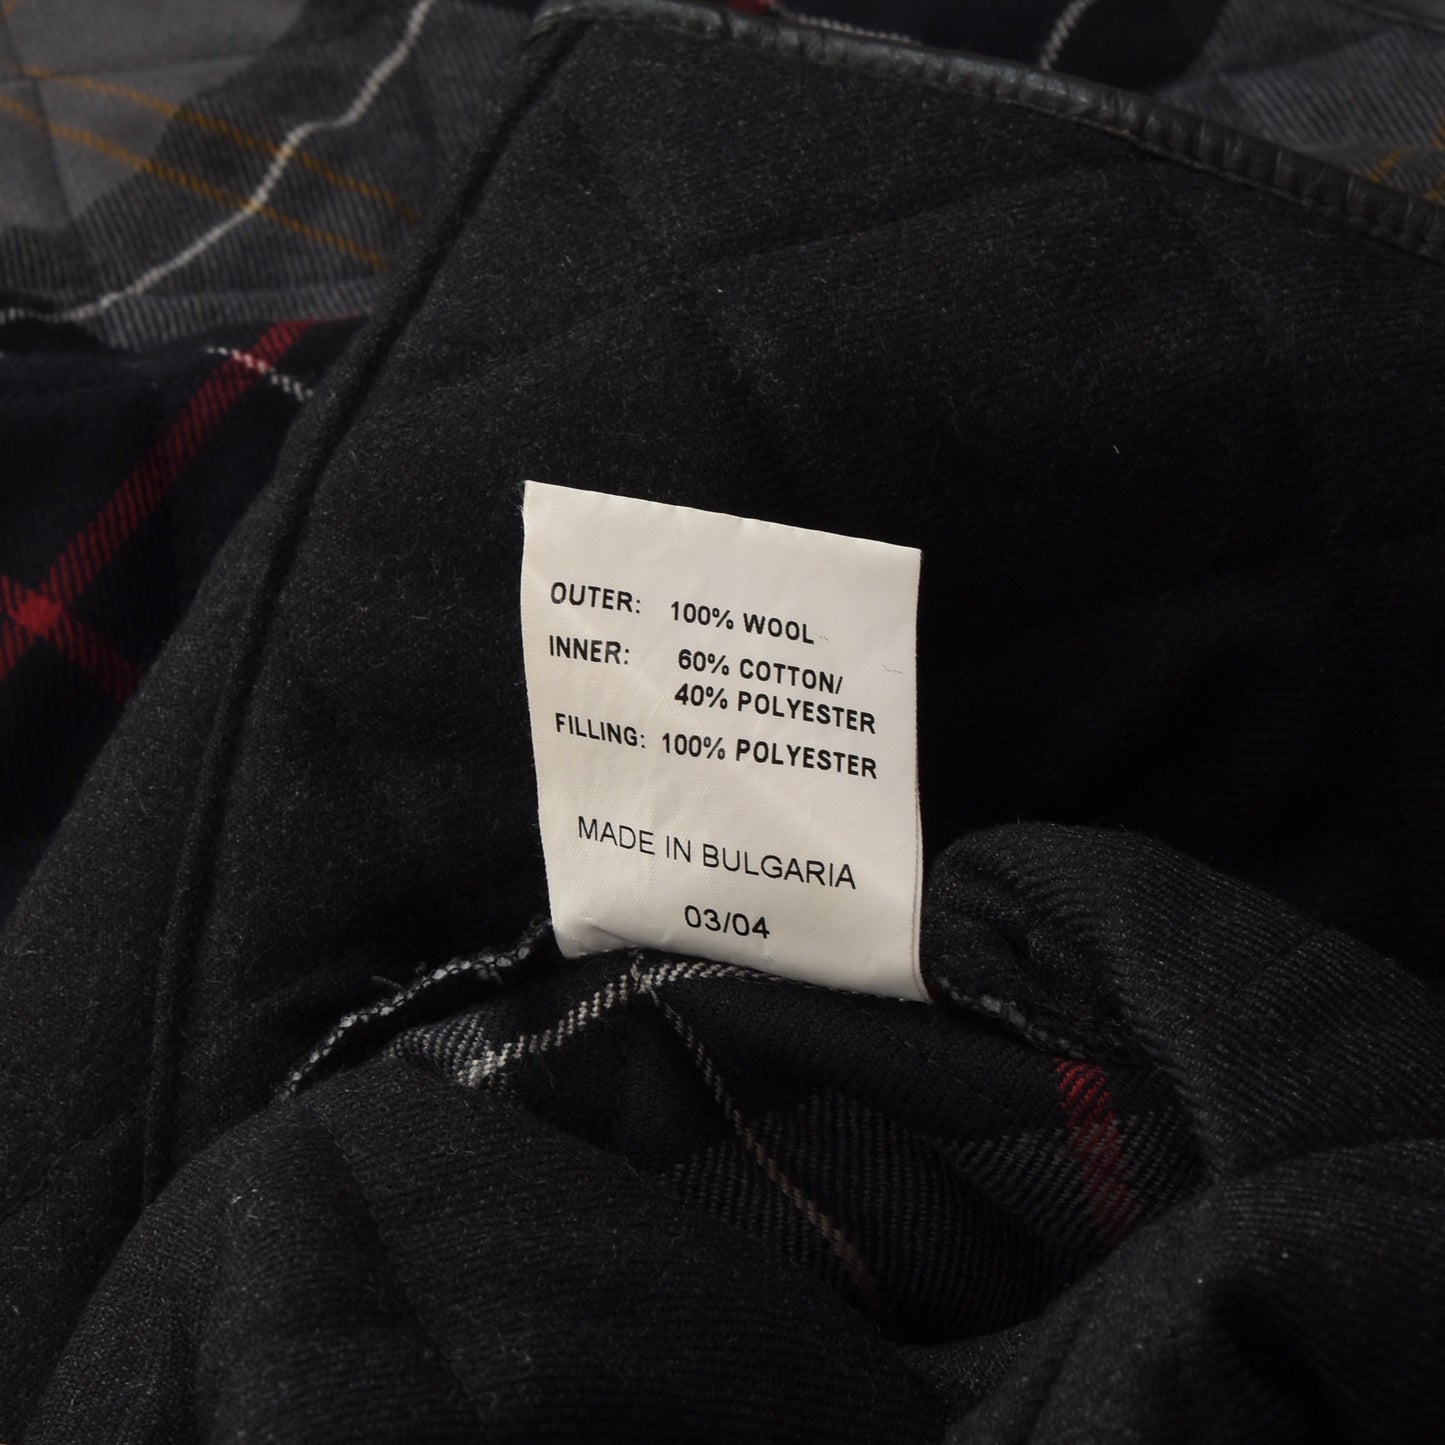 OUTER: 100% WOOL
INNER: 60% COTTON/
40% POLYESTER
FILLING: 100% POLYESTER
MADE IN BULGARIA
03/04